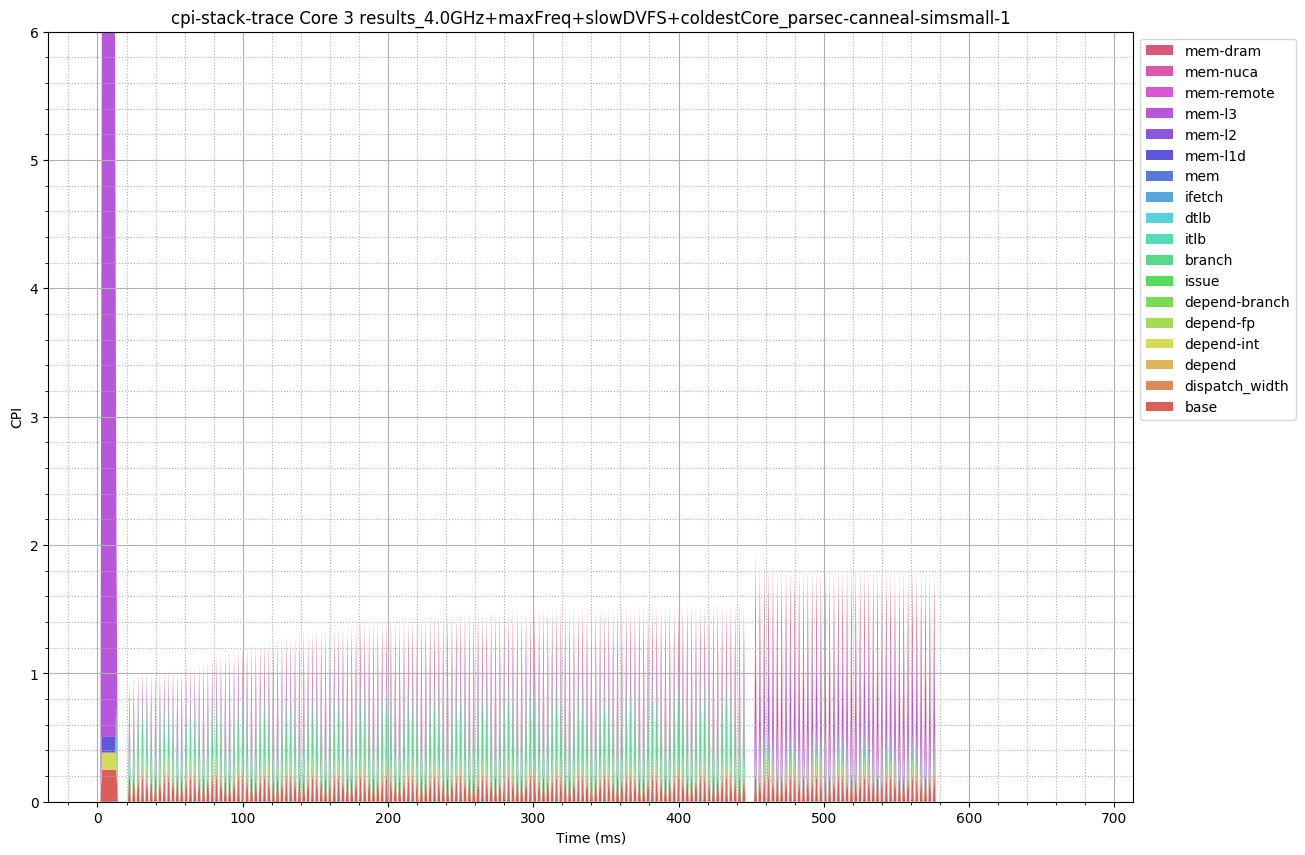 cpi-stack-trace Core 3 results_4.0GHz+maxFreq+slowDVFS+coldestCore_parsec-canneal-simsmall-1
6
5
4
3
2
1
0
CPI
0 100 200 300 400 500 600 700
Time (ms)
mem-dram
mem-nuca
mem-remote
mem-l3
mem-l2
mem-l1d
mem
ifetch
dtlb
itlb
branch
issue
depend-branch
depend-fp
depend-int
depend
dispatch_width
base